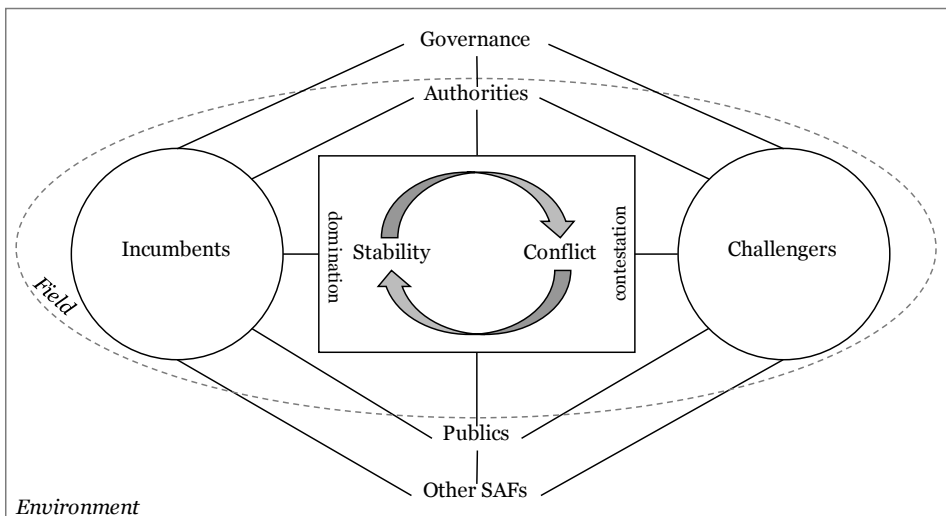 Governance
Authorities
Incumbents
domination
Stability
Conflict
contestation
Challengers
Field
Publics
Other SAFs
Environment